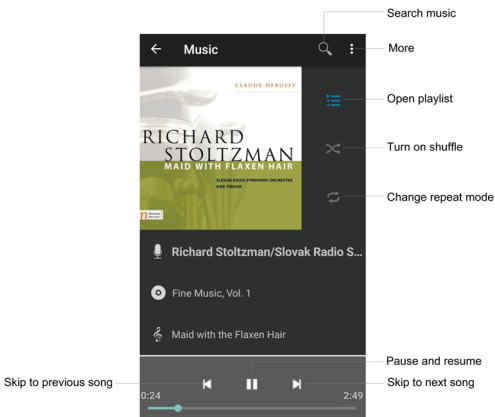 Search music
Music
More
CLAUDE DEBUSSY
Open playlist
RICHARD
STOLTZMAN
MAID WITH FLAXEN HAIR
Turn on shuffle
SLOVAK RADIO SYMPHONY ORCHESTRA
KIRK TREVOR
Change repeat mode
Richard Stoltzman/Slovak Radio S...
Fine Music, Vol. 1
Maid with the Flaxen Hair
Pause and resume
Skip to previous song
Skip to next song
0:24
2:49